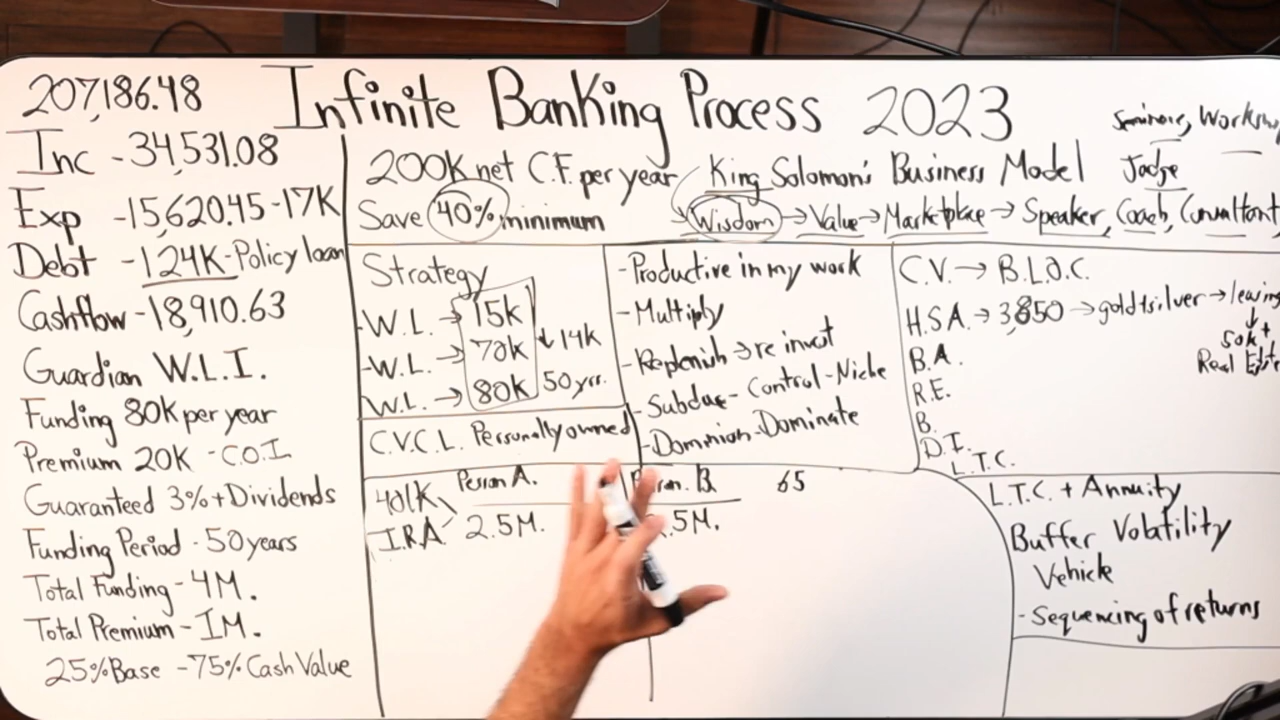 207,186.48
Infinite Banking Process 2023
Inc - 34,531.08
Exp -15,620.45 -17K
Debt -124K-Policy loan
Cashflow -18,910.63
Guardian W.L.I.
Funding 80K per year
Premium 20K - C.O.I
Guaranteed 3% + Dividends
Funding Period - 50 years
Total Funding - 4M.
Total Premium - 1M.
25% Base - 75% Cash Value
200K net C.F. per year
Save 40% minimum
King Solomon's Business Model
Wisdom → Value → Marketplace → Speaker, Coach, Consultant
Judge
Strategy
- W.L. → 15k
- W.L. → 70k ↓ 14k
- W.L. → 80k 50 yrs.
C.V.C.L. Personally owned
- Productive in my work
- Multiply
- Replenish → re invest
- Subdue - Control - Niche
- Dominion - Dominate
C.V. → B.L.O.C.
H.S.A. → 3,850 → gold + silver →
↓
50k+
Real
B.A.
R.E.
B.
D.I.
L.T.C.
401K
I.R.A.
Person A. B. 65
2.5M. .5M.
L.T.C. + Annuity
Buffer Volatility
Vehicle
- Sequencing of returns